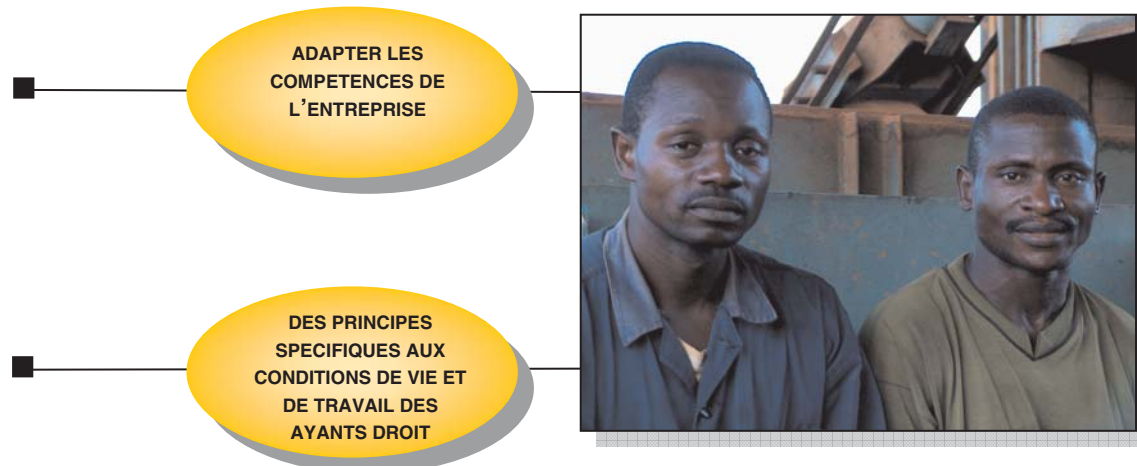 ADAPTER LES
COMPETENCES DE
L'ENTREPRISE
DES PRINCIPES
SPECIFIQUES AUX
CONDITIONS DE VIE ET
DE TRAVAIL DES
AYANTS DROIT